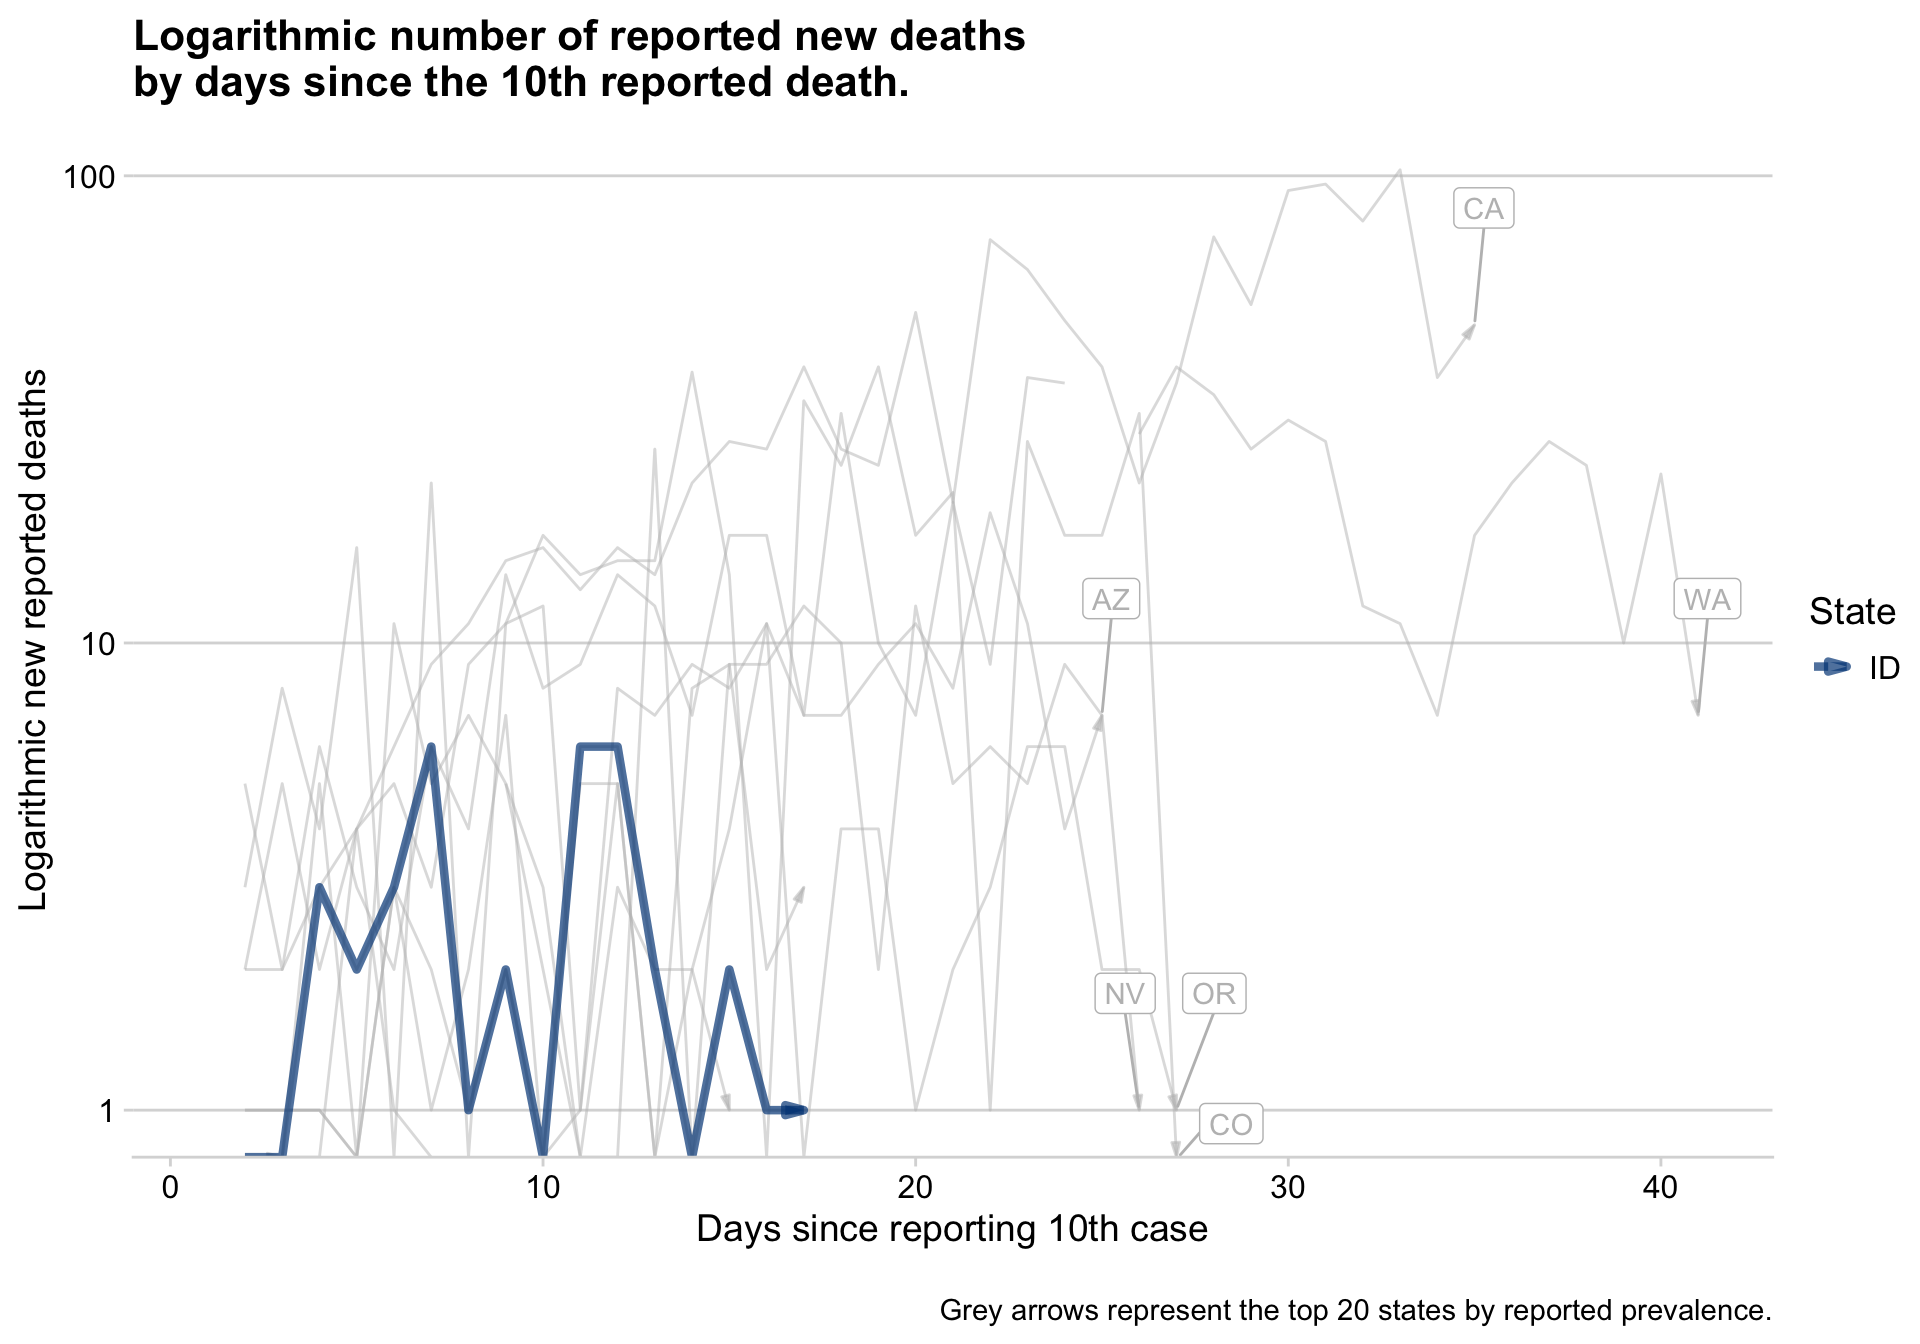 Logarithmic number of reported new deaths
by days since the 10th reported death.
Logarithmic new reported deaths
100
10
1
CA
AZ
WA
NV
OR
CO
State
ID
0
10
20
30
40
Days since reporting 10th case
Grey arrows represent the top 20 states by reported prevalence.